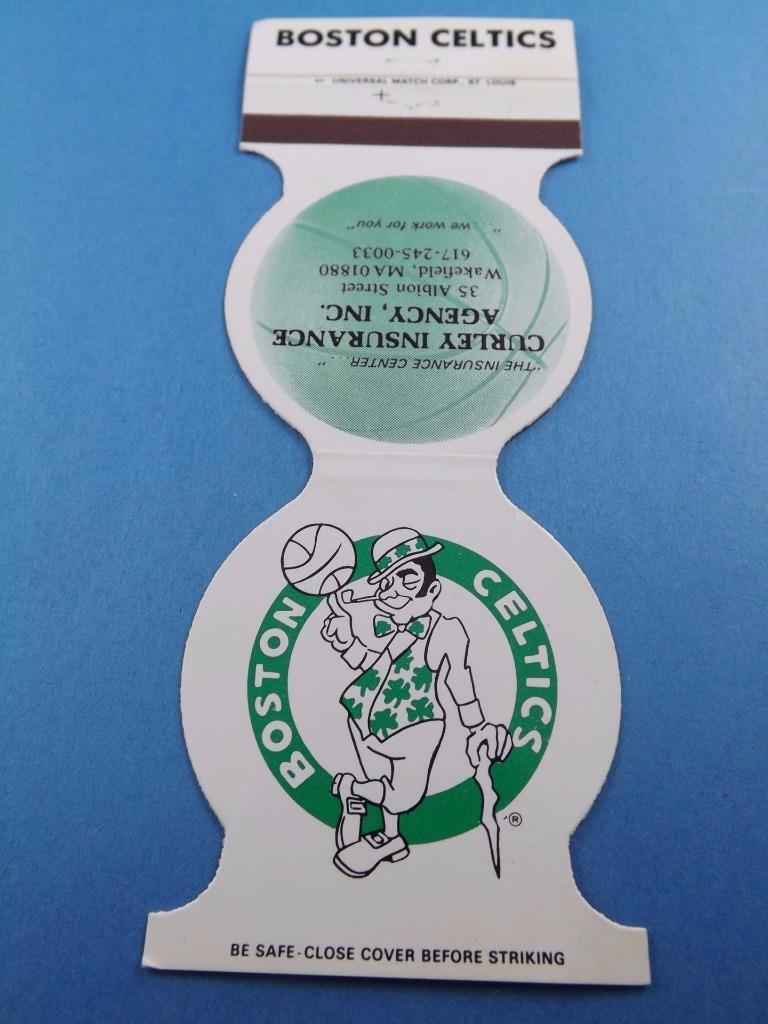 BOSTON CELTICS
UNIVERSAL MATCH CORP., ST. LOUIS
"THE INSURANCE CENTER..."
CURLEY INSURANCE
AGENCY, INC.
35 Albion Street
Wakefield, MA 01880
617-245-0033
"... we work for you"
BOSTON CELTICS
®
BE SAFE-CLOSE COVER BEFORE STRIKING